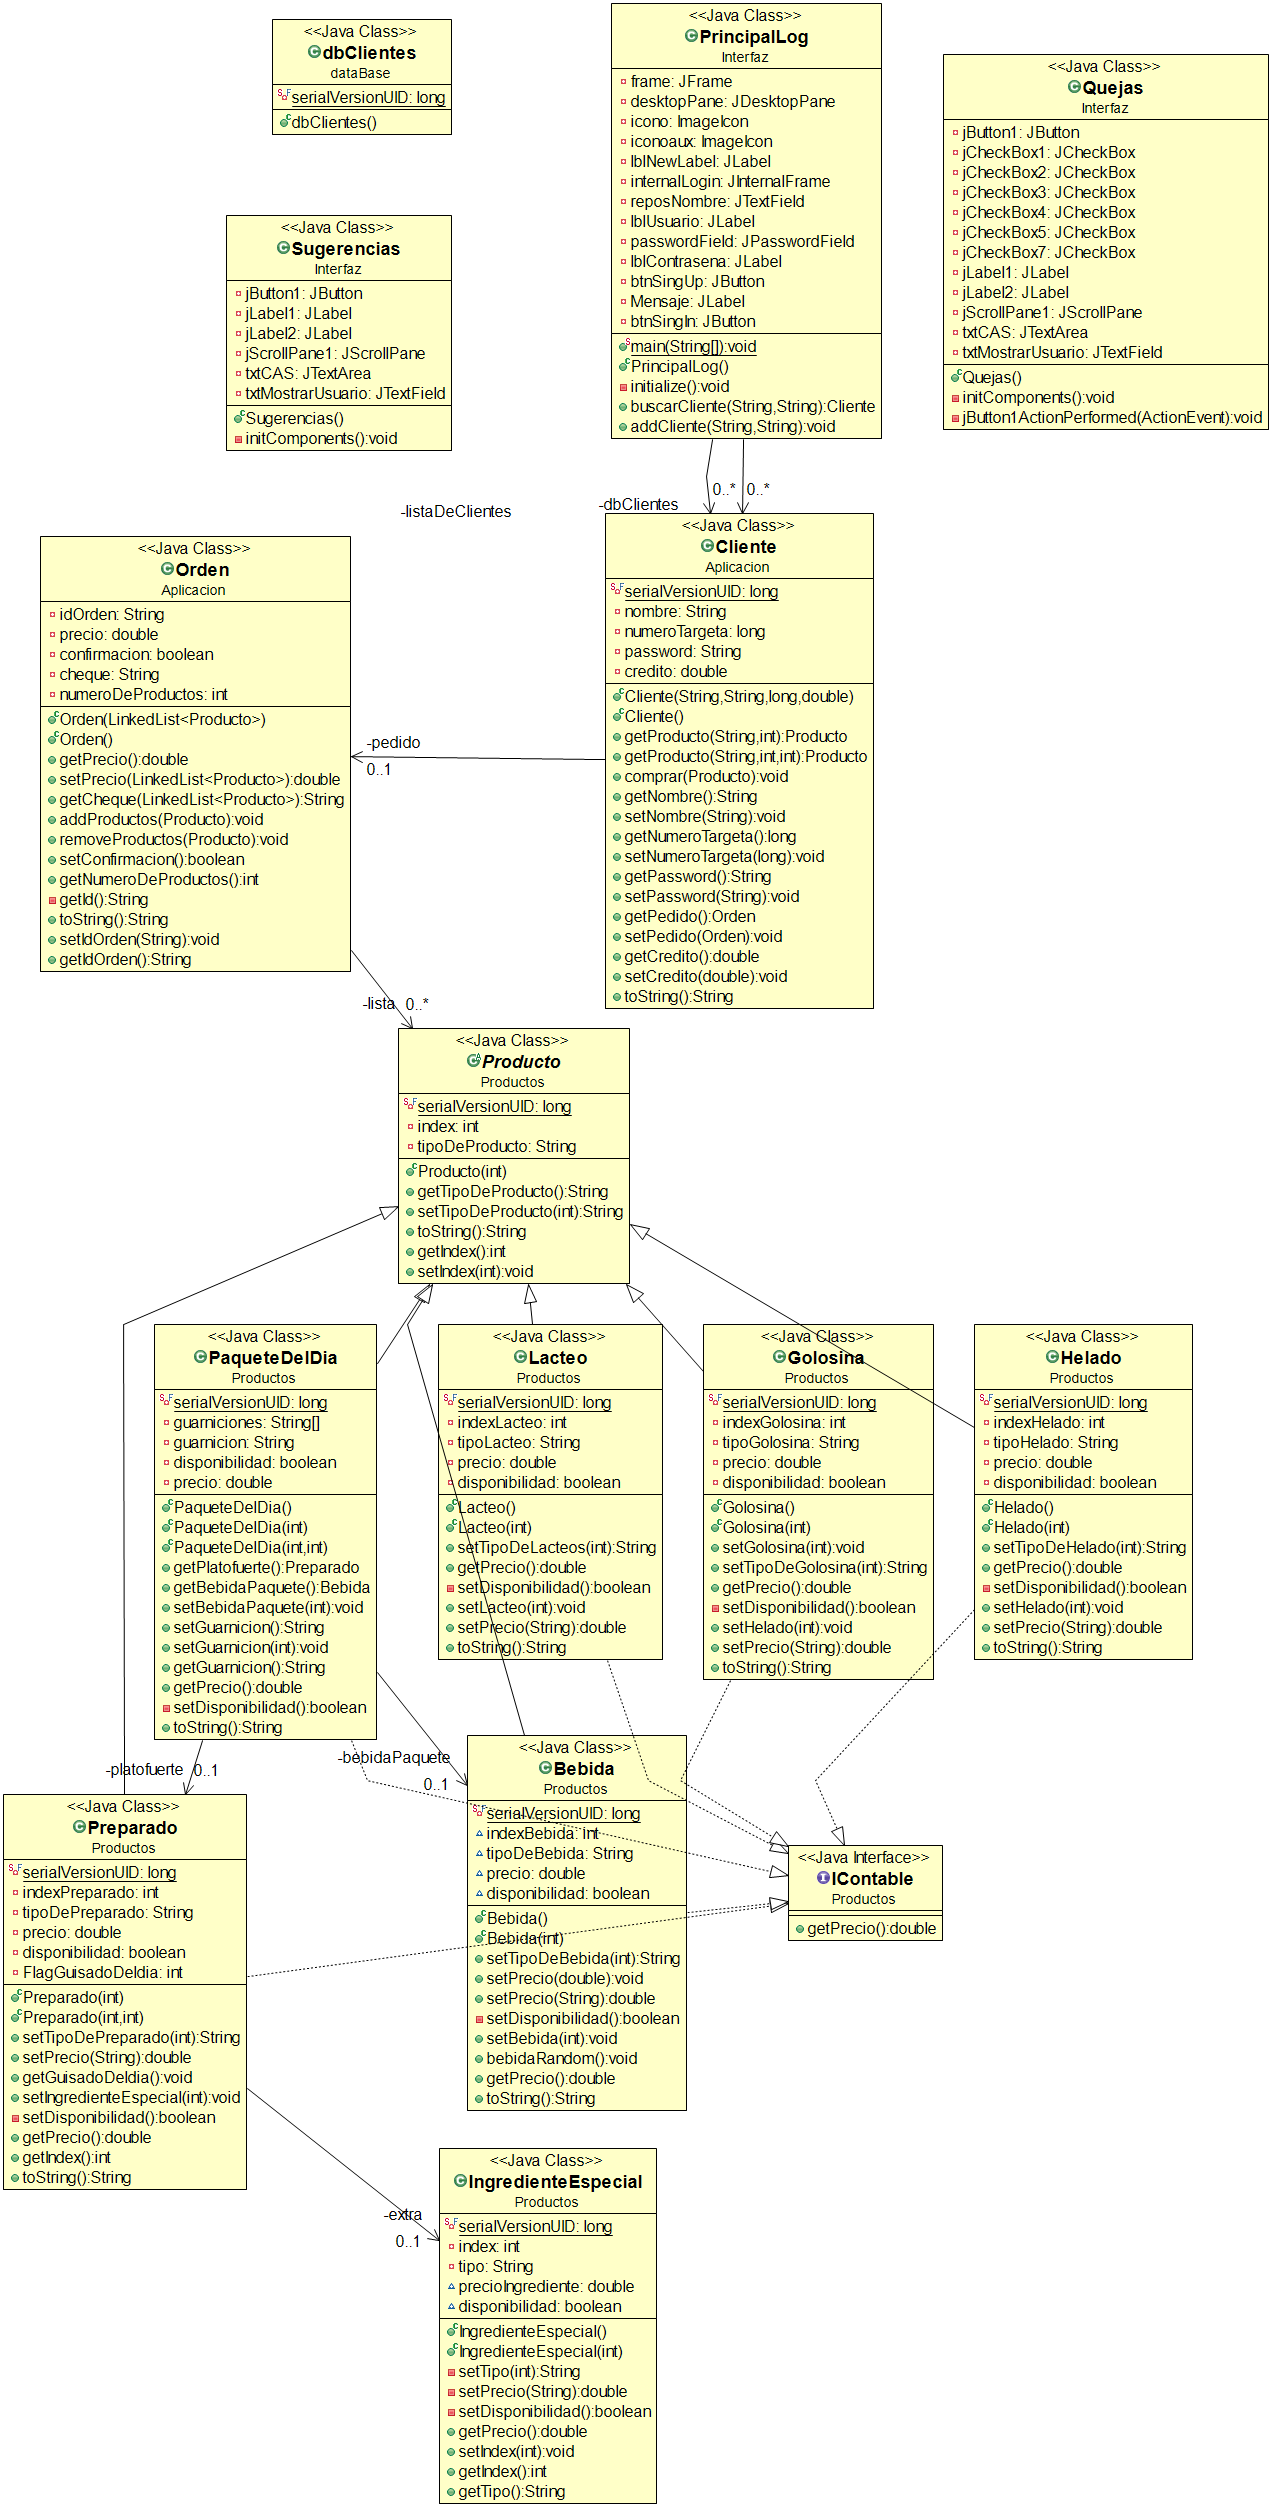 <<Java Class>>
dbClientes
dataBase
serialVersionUID: long
dbClientes()
<<Java Class>>
PrincipalLog
Interfaz
frame: JFrame
desktopPane: JDesktopPane
icono: ImageIcon
iconoaux: ImageIcon
lblNewLabel: JLabel
internalLogin: JInternalFrame
reposNombre: JTextField
lblUsuario: JLabel
passwordField: JPasswordField
lblContrasena: JLabel
btnSingUp: JButton
Mensaje: JLabel
btnSingIn: JButton
main(String[]):void
PrincipalLog()
initialize():void
buscarCliente(String,String):Cliente
addCliente(String,String):void
<<Java Class>>
Quejas
Interfaz
jButton1: JButton
jCheckBox1: JCheckBox
jCheckBox2: JCheckBox
jCheckBox3: JCheckBox
jCheckBox4: JCheckBox
jCheckBox5: JCheckBox
jCheckBox7: JCheckBox
jLabel1: JLabel
jLabel2: JLabel
jScrollPane1: JScrollPane
txtCAS: JTextArea
txtMostrarUsuario: JTextField
Quejas()
initComponents():void
jButton1ActionPerformed(ActionEvent):void
<<Java Class>>
Sugerencias
Interfaz
jButton1: JButton
jLabel1: JLabel
jLabel2: JLabel
jScrollPane1: JScrollPane
txtCAS: JTextArea
txtMostrarUsuario: JTextField
Sugerencias()
initComponents():void
0..*
0..*
-listaDeClientes
-dbClientes
<<Java Class>>
Orden
Aplicacion
idOrden: String
precio: double
confirmacion: boolean
cheque: String
numeroDeProductos: int
Orden(LinkedList<Producto>)
Orden()
getPrecio():double
setPrecio(LinkedList<Producto>):double
getCheque(LinkedList<Producto>):String
addProductos(Producto):void
removeProductos(Producto):void
setConfirmacion():boolean
getNumeroDeProductos():int
getId():String
toString():String
setIdOrden(String):void
getIdOrden():String
-pedido
0..1
<<Java Class>>
Cliente
Aplicacion
serialVersionUID: long
nombre: String
numeroTargeta: long
password: String
credito: double
Cliente(String,String,long,double)
Cliente()
getProducto(String,int):Producto
getProducto(String,int,int):Producto
comprar(Producto):void
getNombre():String
setNombre(String):void
getNumeroTargeta():long
setNumeroTargeta(long):void
getPassword():String
setPassword(String):void
getPedido():Orden
setPedido(Orden):void
getCredito():double
setCredito(double):void
toString():String
-lista
0..*
<<Java Class>>
Producto
Productos
serialVersionUID: long
index: int
tipoDeProducto: String
Producto(int)
getTipoDeProducto():String
setTipoDeProducto(int):String
toString():String
getIndex():int
setIndex(int):void
<<Java Class>>
PaqueteDelDia
Productos
serialVersionUID: long
guarniciones: String[]
guarnicion: String
disponibilidad: boolean
precio: double
PaqueteDelDia()
PaqueteDelDia(int)
PaqueteDelDia(int,int)
getPlatofuerte():Preparado
getBebidaPaquete():Bebida
setBebidaPaquete(int):void
setGuarnicion():String
setGuarnicion(int):void
getGuarnicion():String
getPrecio():double
setDisponibilidad():boolean
toString():String
<<Java Class>>
Lacteo
Productos
serialVersionUID: long
indexLacteo: int
tipoLacteo: String
precio: double
disponibilidad: boolean
Lacteo()
Lacteo(int)
setTipoDeLacteos(int):String
getPrecio():double
setDisponibilidad():boolean
setLacteo(int):void
setPrecio(String):double
toString():String
<<Java Class>>
Golosina
Productos
serialVersionUID: long
indexGolosina: int
tipoGolosina: String
precio: double
disponibilidad: boolean
Golosina()
Golosina(int)
setGolosina(int):void
setTipoDeGolosina(int):String
getPrecio():double
setDisponibilidad():boolean
setHelado(int):void
setPrecio(String):double
toString():String
<<Java Class>>
Helado
Productos
serialVersionUID: long
indexHelado: int
tipoHelado: String
precio: double
disponibilidad: boolean
Helado()
Helado(int)
setTipoDeHelado(int):String
getPrecio():double
setDisponibilidad():boolean
setHelado(int):void
setPrecio(String):double
toString():String
-platofuerte
0..1
-bebidaPaquete
0..1
<<Java Class>>
Preparado
Productos
serialVersionUID: long
indexPreparado: int
tipoDePreparado: String
precio: double
disponibilidad: boolean
FlagGuisadoDeldia: int
Preparado(int)
Preparado(int,int)
setTipoDePreparado(int):String
setPrecio(String):double
getGuisadoDeldia():void
setIngredienteEspecial(int):void
setDisponibilidad():boolean
getPrecio():double
getIndex():int
toString():String
<<Java Class>>
Bebida
Productos
serialVersionUID: long
indexBebida: int
tipoDeBebida: String
precio: double
disponibilidad: boolean
Bebida()
Bebida(int)
setTipoDeBebida(int):String
setPrecio(double):void
setPrecio(String):double
setDisponibilidad():boolean
setBebida(int):void
bebidaRandom():void
getPrecio():double
toString():String
<<Java Interface>>
IContable
Productos
getPrecio():double
-extra
0..1
<<Java Class>>
IngredienteEspecial
Productos
serialVersionUID: long
index: int
tipo: String
precioIngrediente: double
disponibilidad: boolean
IngredienteEspecial()
IngredienteEspecial(int)
setTipo(int):String
setPrecio(String):double
setDisponibilidad():boolean
getPrecio():double
setIndex(int):void
getIndex():int
getTipo():String